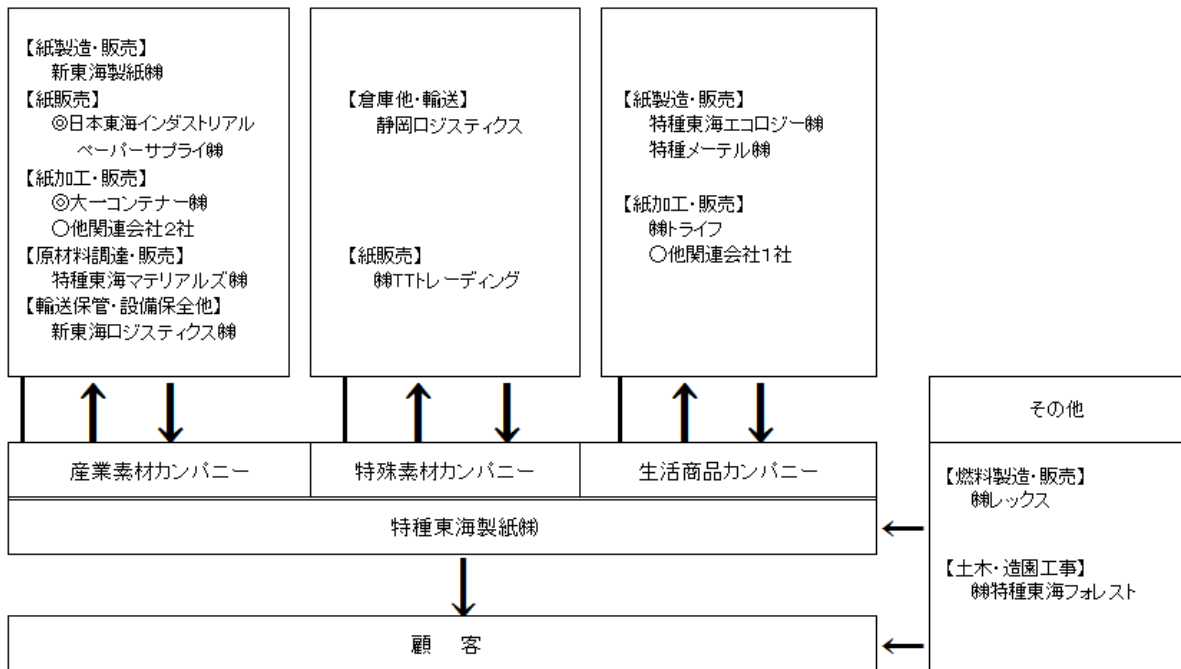 【紙製造・販売】
新東海製紙㈱
【紙販売】
◎日本東海インダストリアル
ペーパーサプライ㈱
【紙加工・販売】
◎大一コンテナー㈱
○他関連会社2社
【原材料調達・販売】
特種東海マテリアルズ㈱
【輸送保管・設備保全他】
新東海ロジスティクス㈱
【倉庫他・輸送】
静岡ロジスティクス
【紙販売】
㈱TTトレーディング
【紙製造・販売】
特種東海エコロジー㈱
特種メーテル㈱
【紙加工・販売】
㈱トライフ
○他関連会社1社
産業素材カンパニー
特殊素材カンパニー
生活商品カンパニー
特種東海製紙㈱
顧 客
その他
【燃料製造・販売】
㈱レックス
【土木・造園工事】
㈱特種東海フォレスト